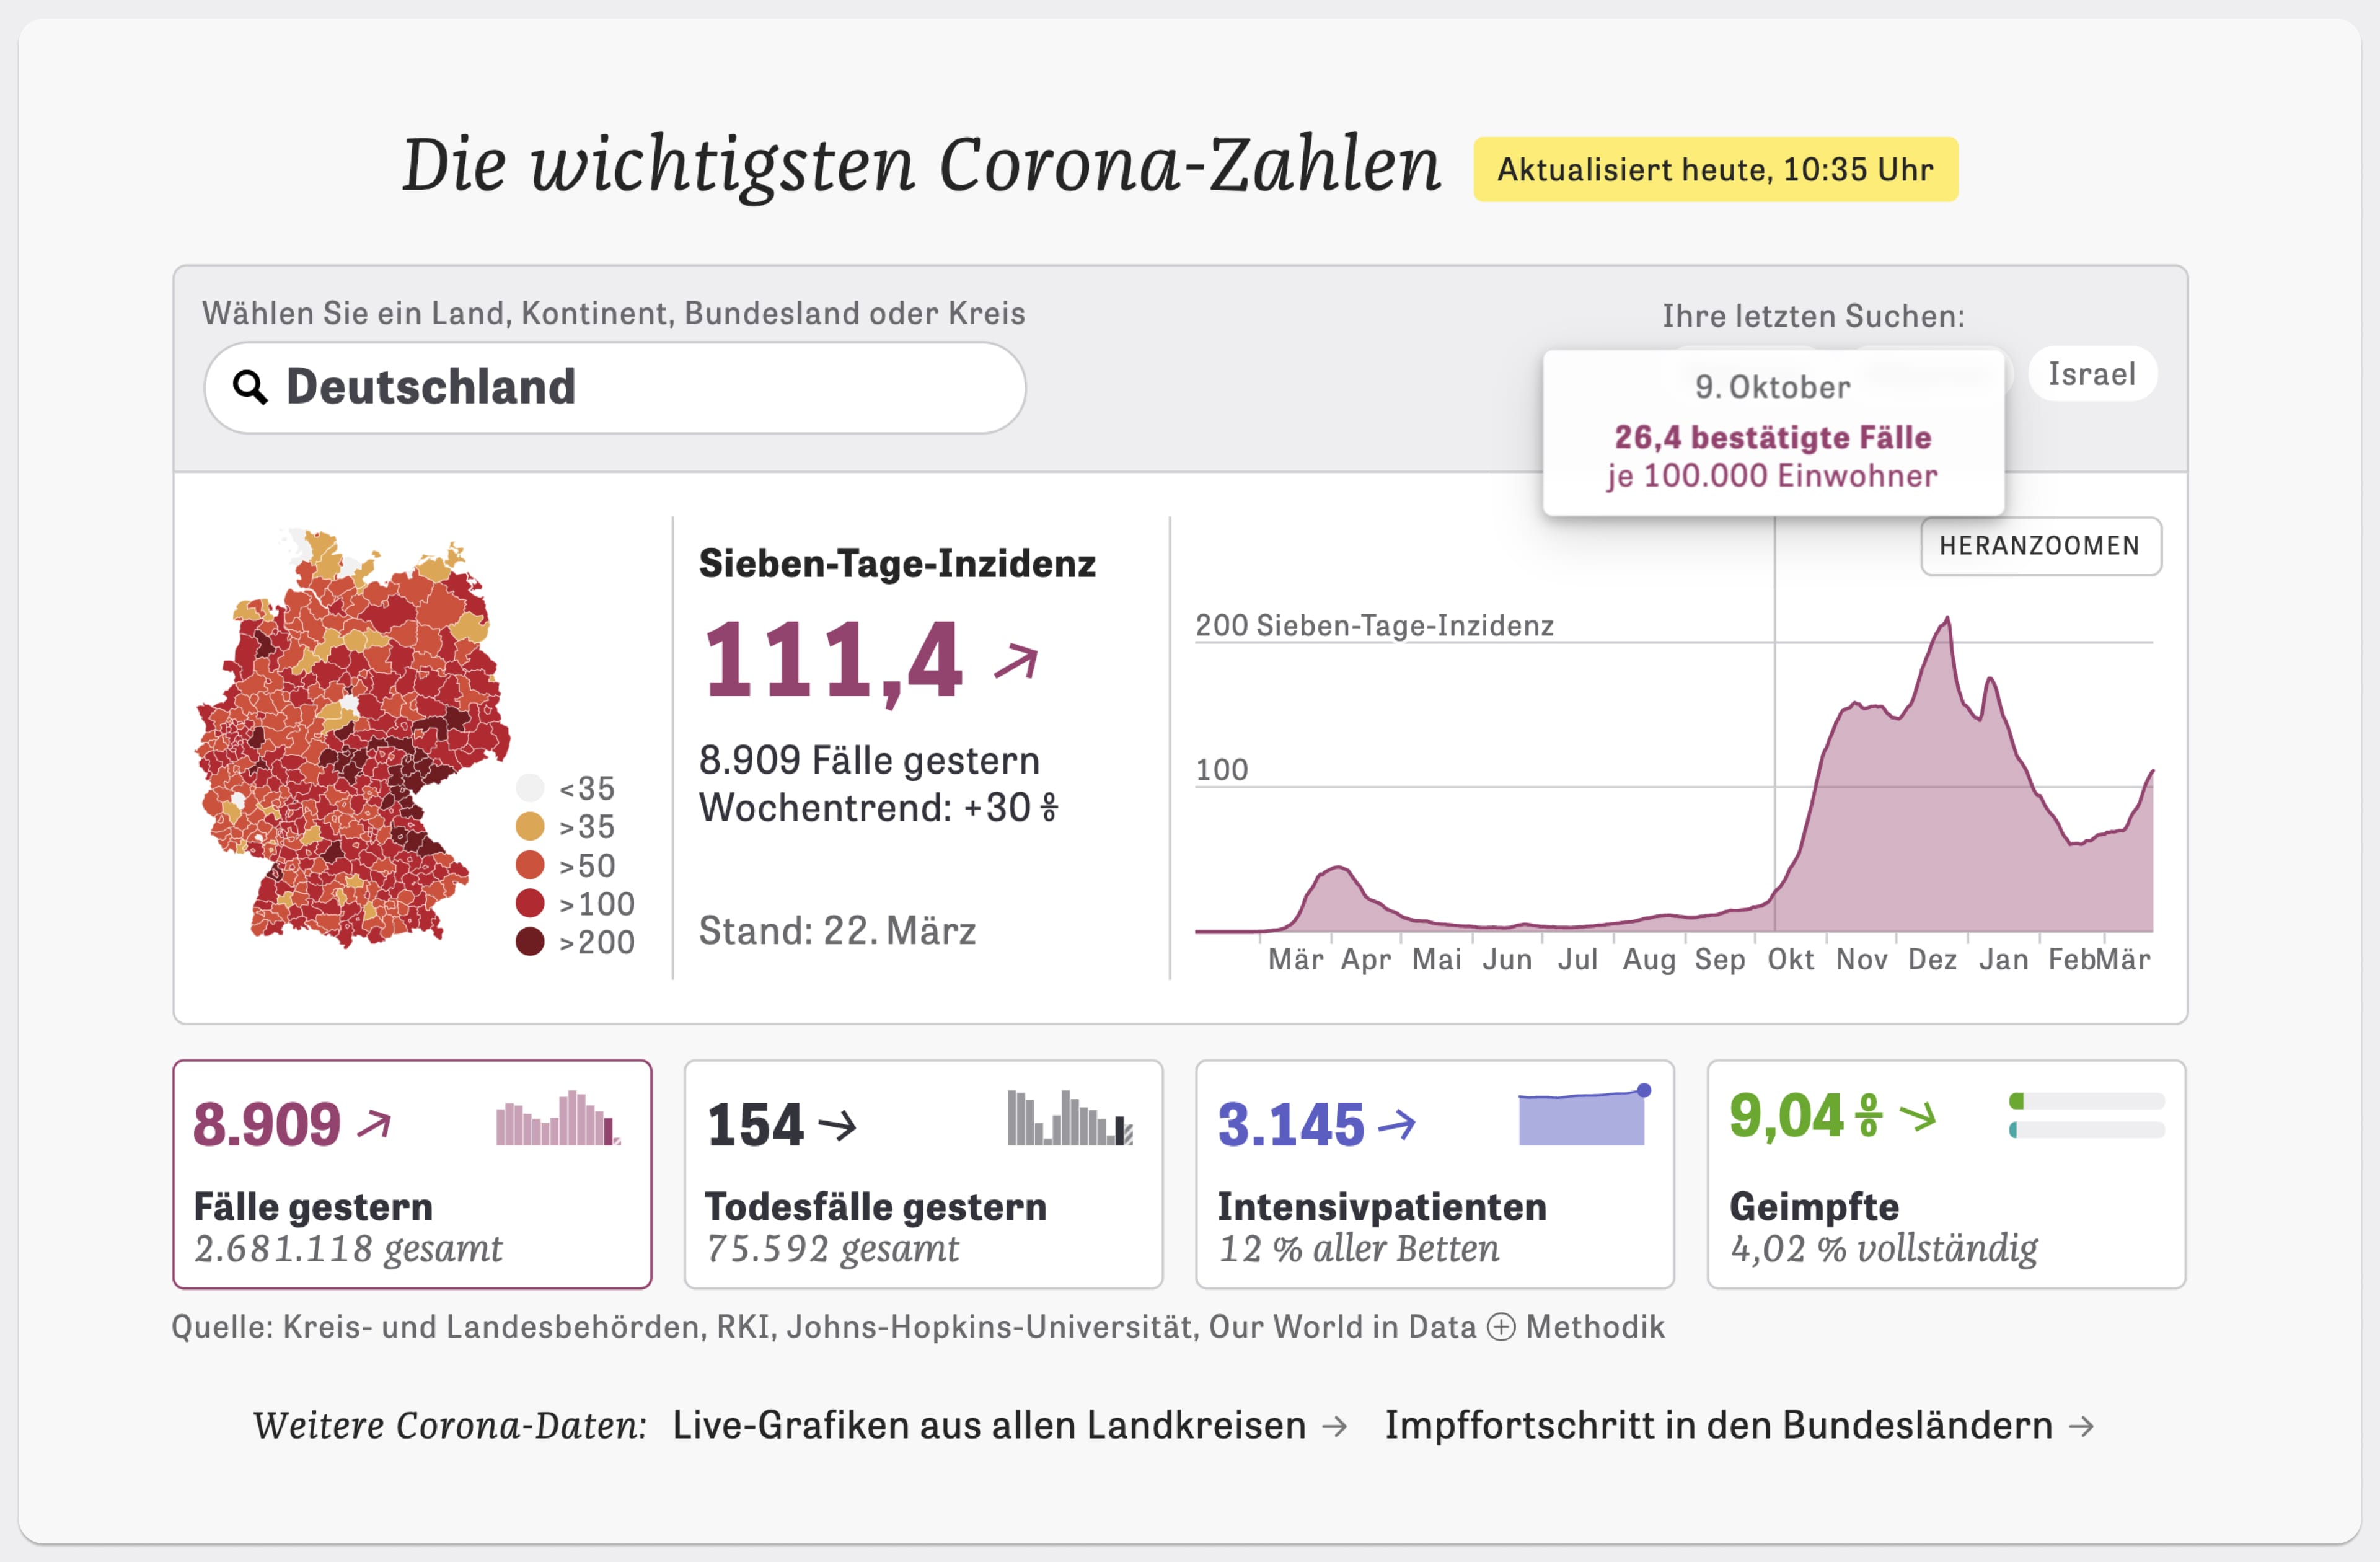 Die wichtigsten Corona-Zahlen
Aktualisiert heute, 10:35 Uhr
Wählen Sie ein Land, Kontinent, Bundesland oder Kreis
Deutschland
Ihre letzten Suchen:
Israel
9. Oktober
26,4 bestätigte Fälle
je 100.000 Einwohner
<35
>35
>50
>100
>200
Sieben-Tage-Inzidenz
111,4
8.909 Fälle gestern
Wochentrend: +30 %
Stand: 22. März
HERANZOOMEN
200 Sieben-Tage-Inzidenz
100
Mär Apr Mai Jun Jul Aug Sep Okt Nov Dez Jan Feb Mär
8.909
Fälle gestern
2.681.118 gesamt
154
Todesfälle gestern
75.592 gesamt
3.145
Intensivpatienten
12 % aller Betten
9,04 %
Geimpfte
4,02 % vollständig
Quelle: Kreis- und Landesbehörden, RKI, Johns-Hopkins-Universität, Our World in Data ⊕ Methodik
Weitere Corona-Daten: Live-Grafiken aus allen Landkreisen → Impffortschritt in den Bundesländern →